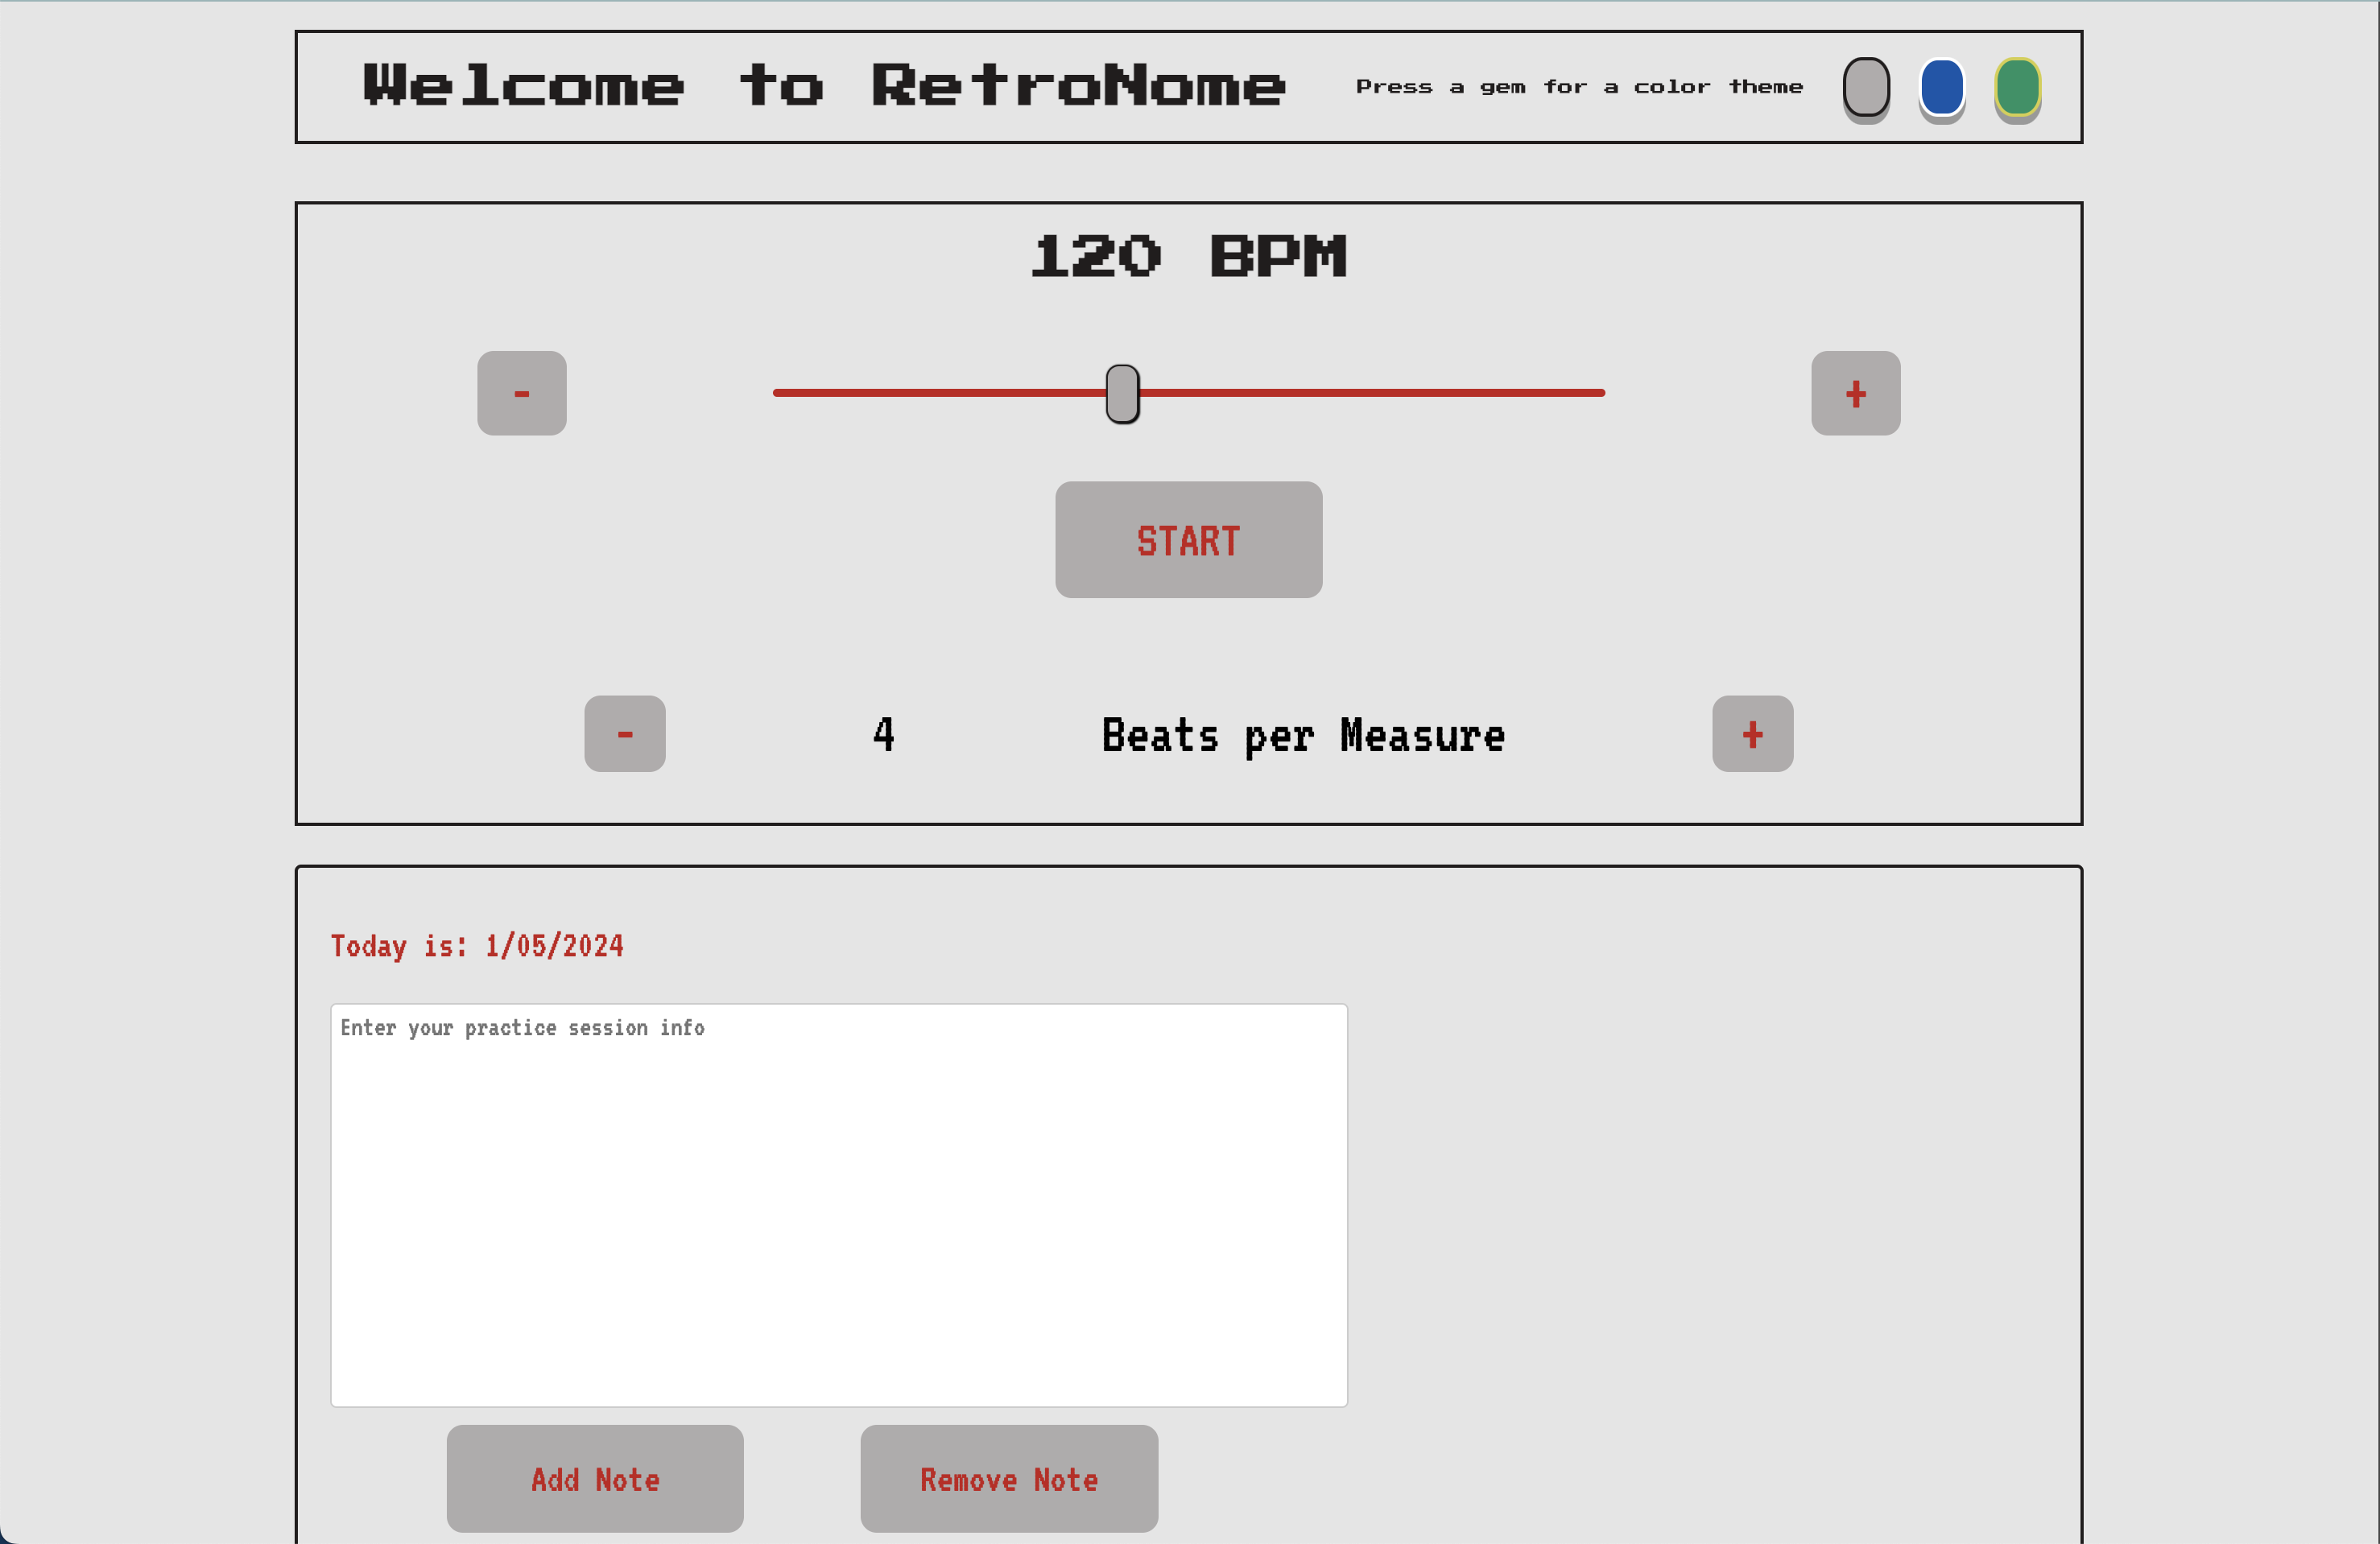 Welcome to RetroNome
Press a gem for a color theme
120 BPM
-
+
START
-
4
Beats per Measure
+
Today is: 1/05/2024
Enter your practice session info
Add Note
Remove Note